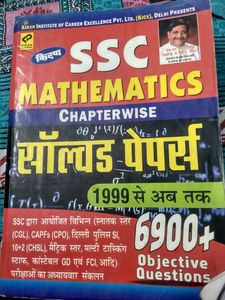 KIRAN INSTITUTE OF CAREER EXCELLENCE PVT. LTD. (KICX), DELHI PRESENTS
किरण
SSC
MATHEMATICS
CHAPTERWISE
सॉल्वड पेपर्स
1999 से अब तक
SSC द्वारा आयोजित विभिन्न (स्नातक स्तर
(CGL), CAPFs (CPO), दिल्ली पुलिस SI,
10+2 (CHSL), मैट्रिक स्तर, मल्टी टास्किंग
स्टाफ, कांस्टेबल GD एवं FCI, आदि)
परीक्षाओं का अध्यायवार संकलन
6900+
Objective
Questions